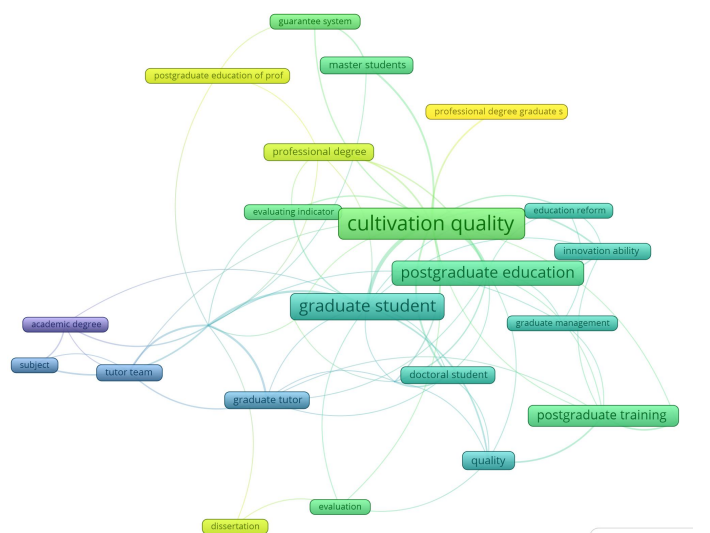 guarantee system
master students
postgraduate education of prof
professional degree graduate s
professional degree
evaluating indicator
cultivation quality
education reform
innovation ability
postgraduate education
graduate student
graduate management
academic degree
subject
tutor team
doctoral student
graduate tutor
postgraduate training
quality
evaluation
dissertation